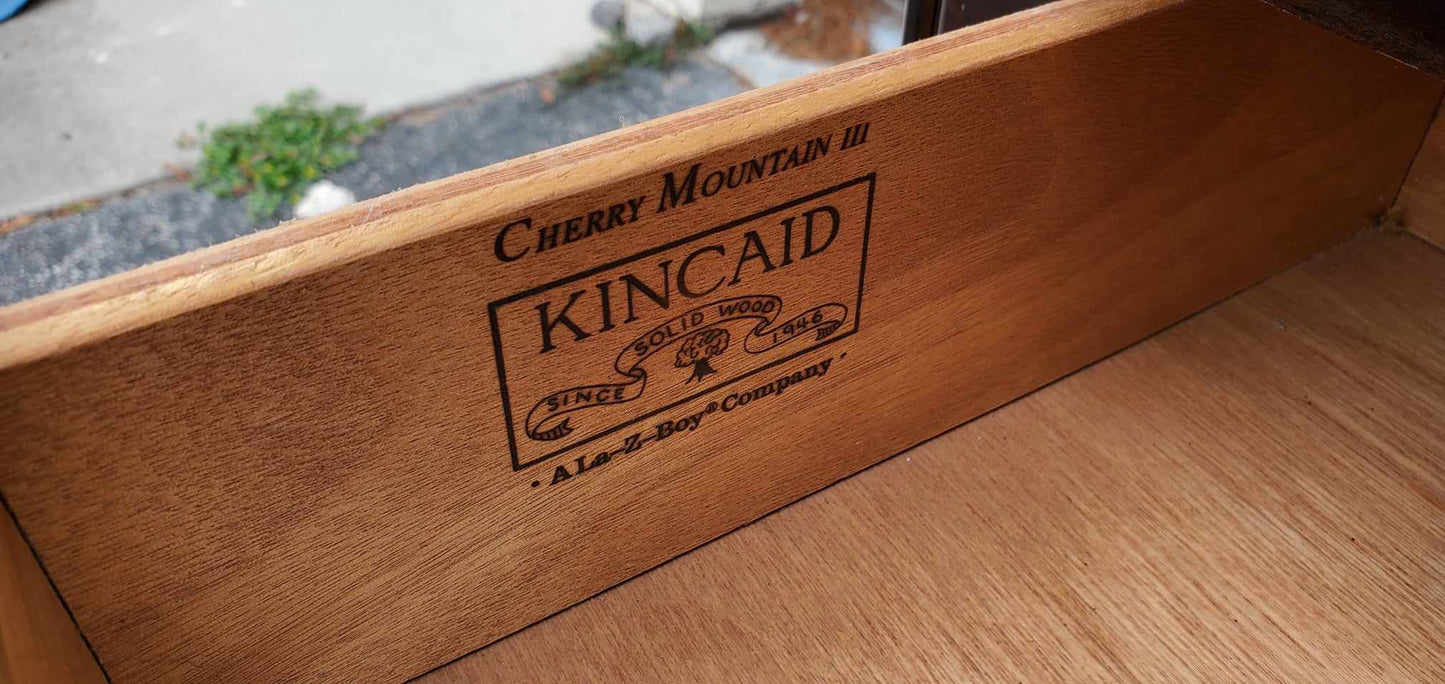 CHERRY MOUNTAIN III
KINCAID
SINCE SOLID WOOD 1946
· A La-Z-Boy® Company ·